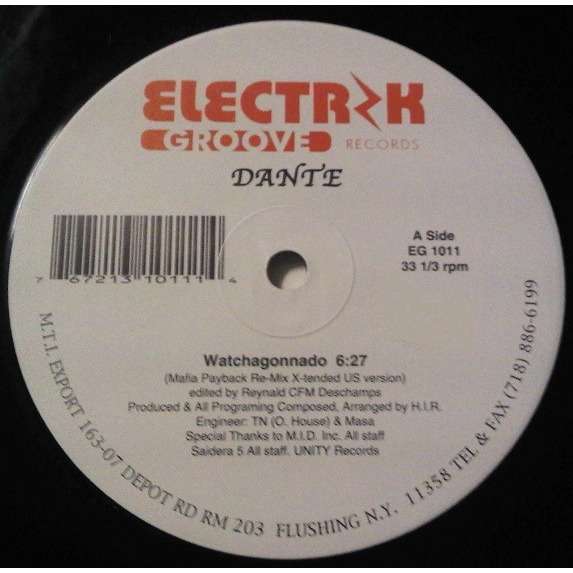 ELECTRIK
GROOVE RECORDS
DANTE
A Side
EG 1011
33 1/3 rpm
7 67213 10111 4
Watchagonnado 6:27
(Mafia Payback Re-Mix X-tended US version)
edited by Reynald CFM Deschamps
Produced & All Programing Composed, Arranged by H.I.R.
Engineer: TN (O. House) & Masa
Special Thanks to M.I.D. Inc. All staff
Saidera 5 All staff. UNITY Records
M.T.I. EXPORT 163-07 DEPOT RD RM 203 FLUSHING N.Y. 11358 TEL & FAX (718) 886-6199